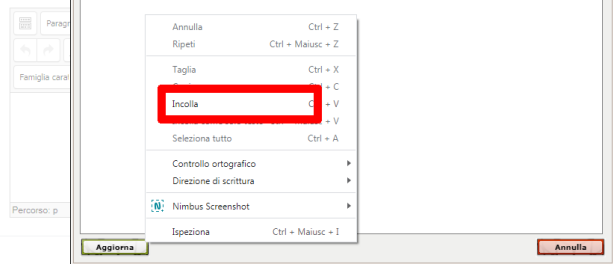 Paragr
Famiglia carat
Percorso: p
Annulla Ctrl + Z
Ripeti Ctrl + Maiusc + Z
Taglia Ctrl + X
+ C
Incolla + V
+ V
Seleziona tutto Ctrl + A
Controllo ortografico
Direzione di scrittura
Nimbus Screenshot
Ispeziona Ctrl + Maiusc + I
Aggiorna Annulla